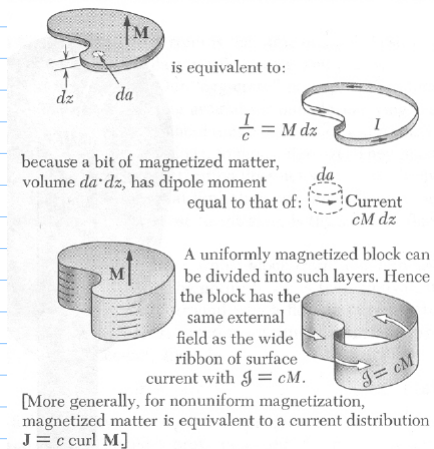 M
is equivalent to:
dz
da
I/c = M dz
I
because a bit of magnetized matter,
volume da·dz, has dipole moment
equal to that of:
da
Current
cM dz
M
A uniformly magnetized block can
be divided into such layers. Hence
the block has the
same external
field as the wide
ribbon of surface
current with 𝒥 = cM.
𝒥 = cM
[More generally, for nonuniform magnetization,
magnetized matter is equivalent to a current distribution
J = c curl M]